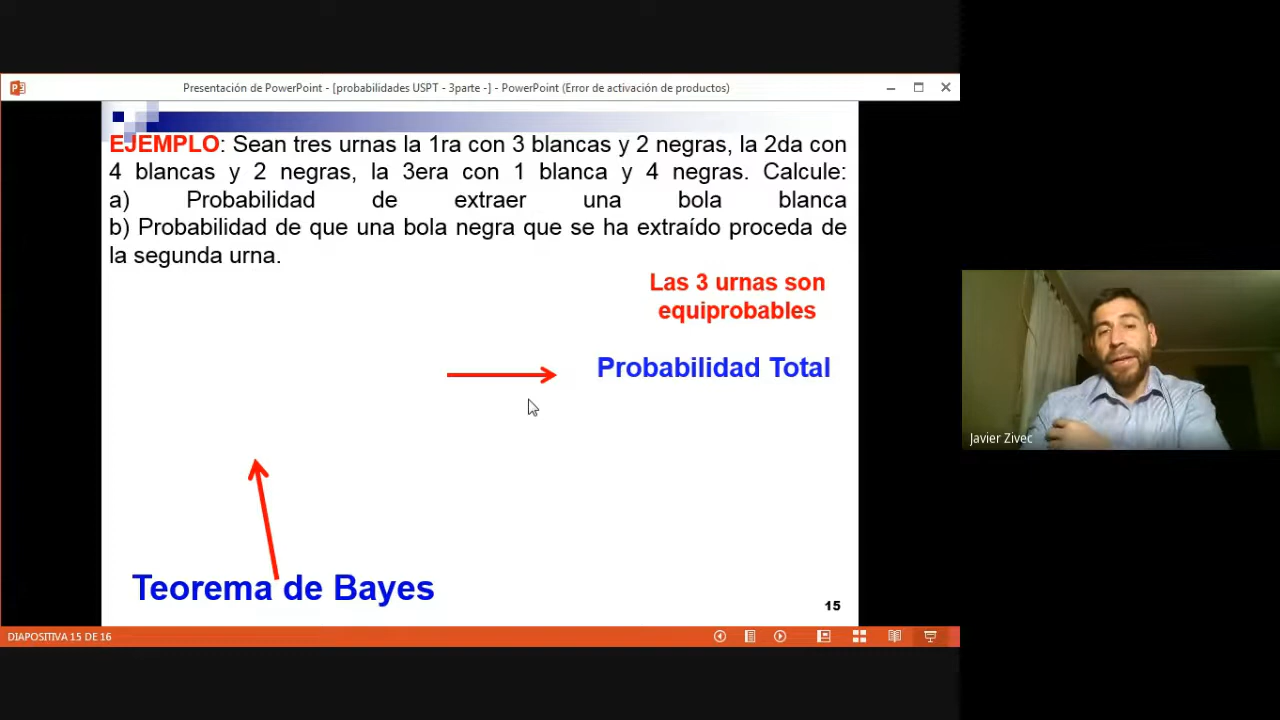 Presentación de PowerPoint - [probabilidades USPT - 3parte -] - PowerPoint (Error de activación de productos)
EJEMPLO: Sean tres urnas la 1ra con 3 blancas y 2 negras, la 2da con
4 blancas y 2 negras, la 3era con 1 blanca y 4 negras. Calcule:
a) Probabilidad de extraer una bola blanca
b) Probabilidad de que una bola negra que se ha extraído proceda de
la segunda urna.
Las 3 urnas son
equiprobables
Probabilidad Total
Javier Zivec
Teorema de Bayes
15
DIAPOSITIVA 15 DE 16